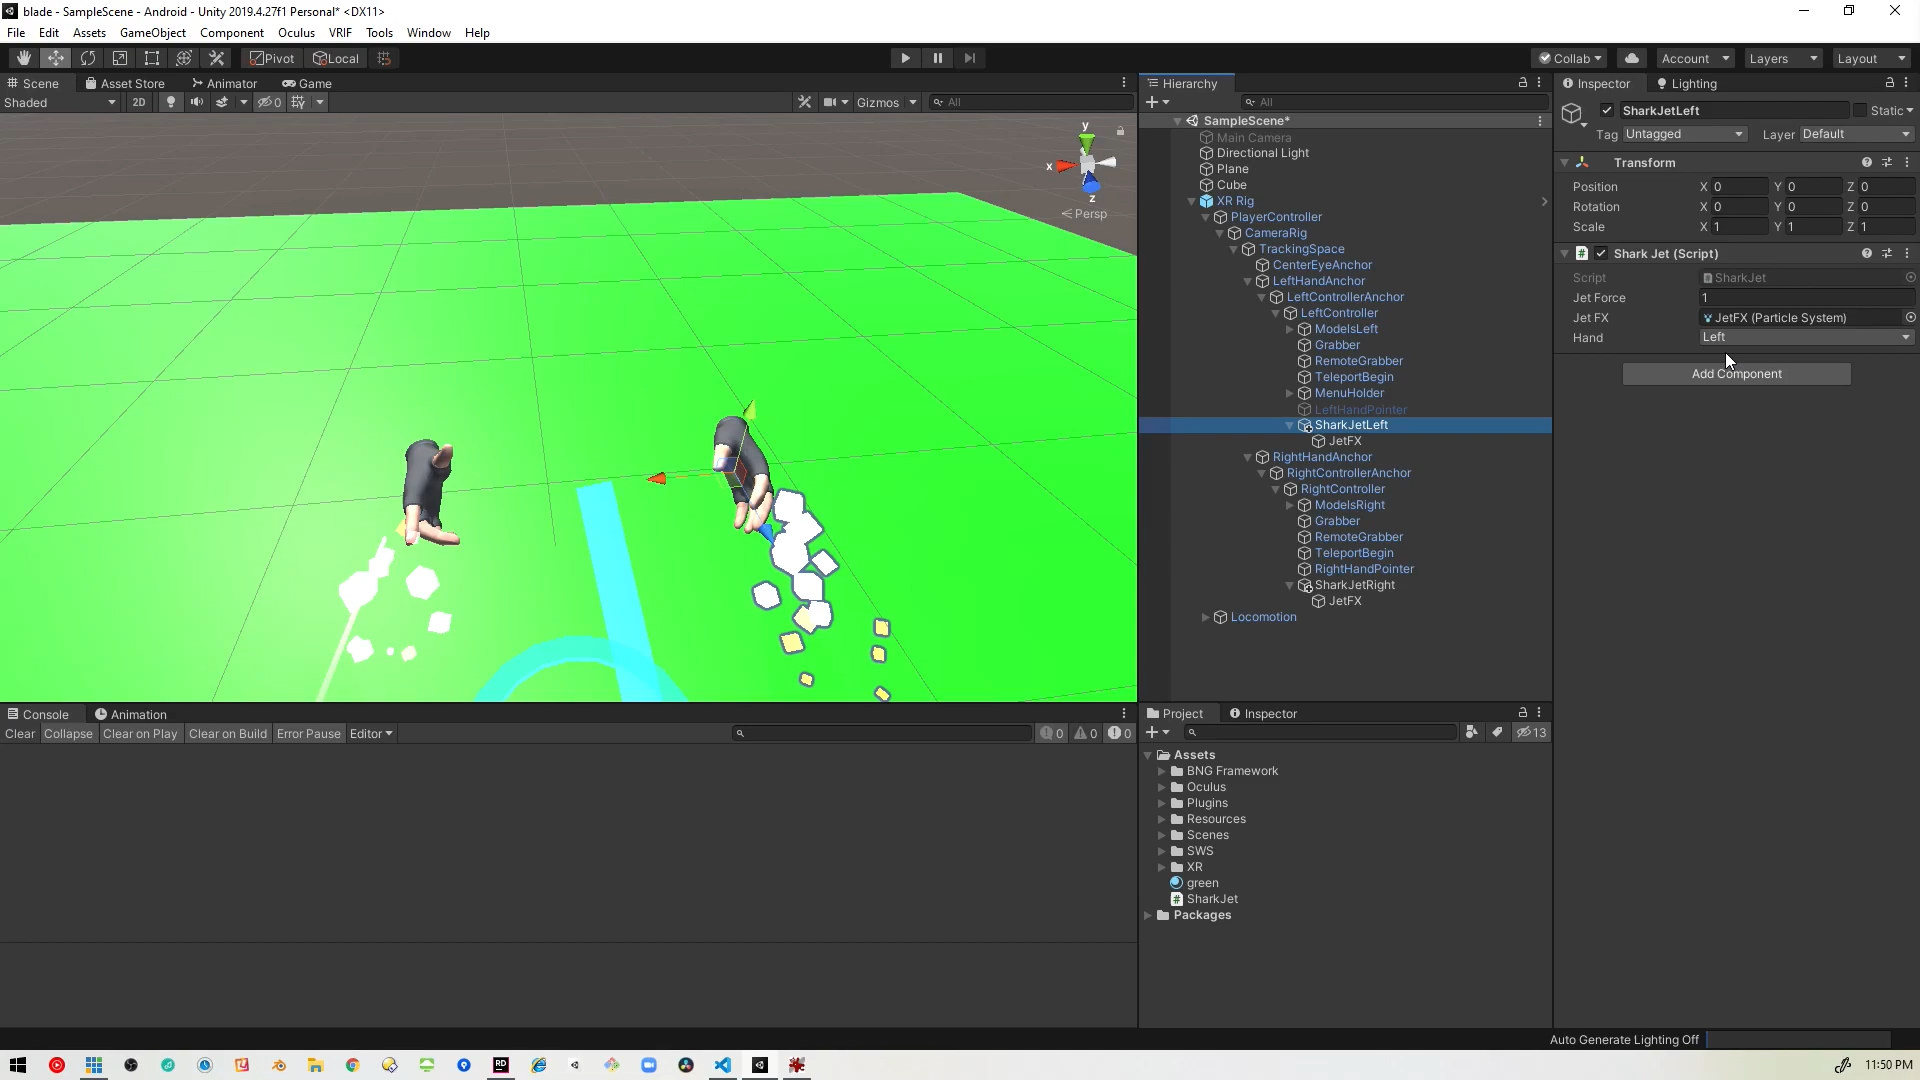 blade - SampleScene - Android - Unity 2019.4.27f1 Personal* <DX11>
File Edit Assets GameObject Component Oculus VRIF Tools Window Help
Pivot Local Collab Account Layers Layout
Scene Asset Store Animator Game
Shaded 2D 0 Gizmos All
y
x
z
Persp
Hierarchy
All
SampleScene*
Main Camera
Directional Light
Plane
Cube
XR Rig
PlayerController
CameraRig
TrackingSpace
CenterEyeAnchor
LeftHandAnchor
LeftControllerAnchor
LeftController
ModelsLeft
Grabber
RemoteGrabber
TeleportBegin
MenuHolder
LeftHandPointer
SharkJetLeft
JetFX
RightHandAnchor
RightControllerAnchor
RightController
ModelsRight
Grabber
RemoteGrabber
TeleportBegin
RightHandPointer
SharkJetRight
JetFX
Locomotion
Inspector Lighting
SharkJetLeft Static
Tag Untagged Layer Default
Transform
Position X 0 Y 0 Z 0
Rotation X 0 Y 0 Z 0
Scale X 1 Y 1 Z 1
Shark Jet (Script)
Script SharkJet
Jet Force 1
Jet FX JetFX (Particle System)
Hand Left
Add Component
Console Animation
Clear Collapse Clear on Play Clear on Build Error Pause Editor 0 0 0
Project Inspector
13
Assets
BNG Framework
Oculus
Plugins
Resources
Scenes
SWS
XR
green
SharkJet
Packages
Auto Generate Lighting Off
RD
11:50 PM